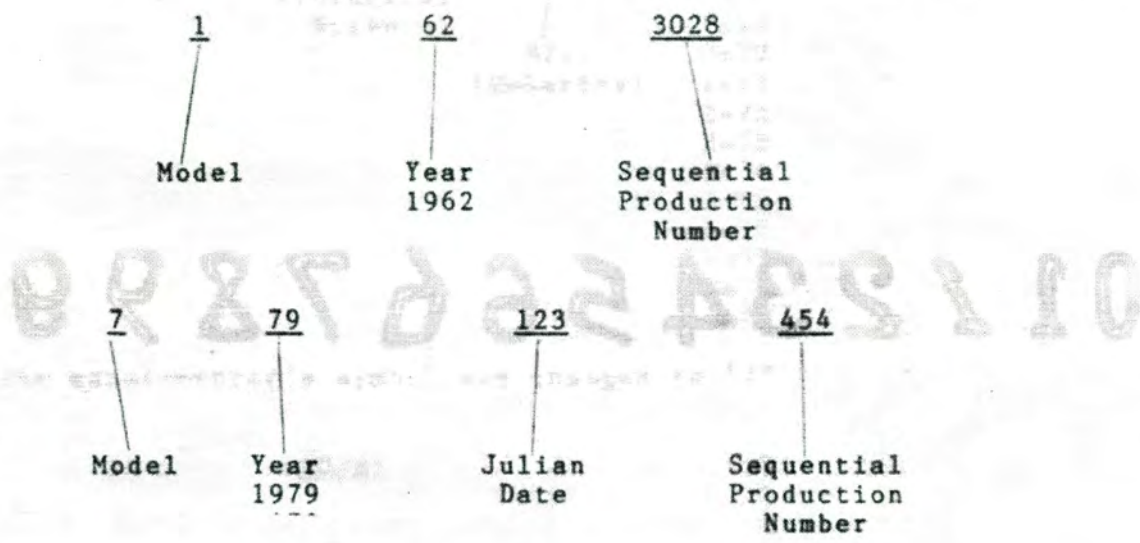 1 62 3028
Model Year Sequential
1962 Production
Number
7 79 123 454
Model Year Julian Sequential
1979 Date Production
Number